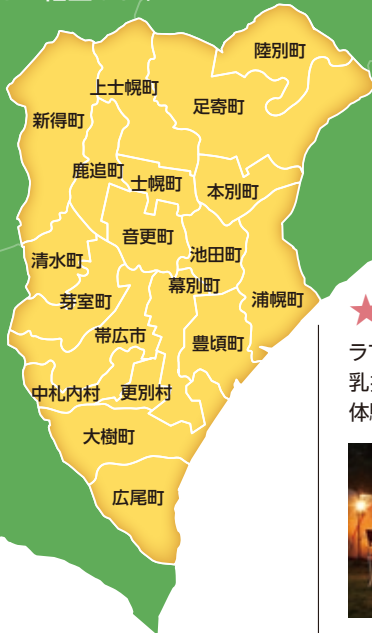 陸別町
上士幌町
足寄町
新得町
鹿追町
士幌町
本別町
音更町
池田町
清水町
幕別町
芽室町
浦幌町
帯広市
豊頃町
中札内村
更別村
大樹町
広尾町
★
ラ
乳
体